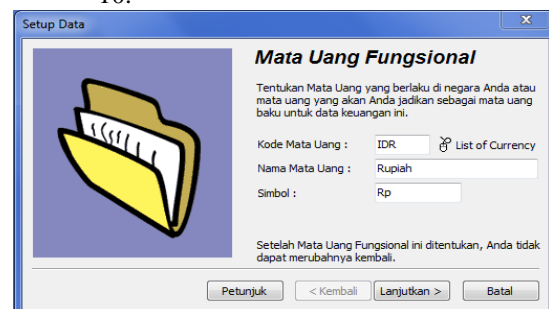 10.
Setup Data
Mata Uang Fungsional
Tentukan Mata Uang yang berlaku di negara Anda atau
mata uang yang akan Anda jadikan sebagai mata uang
baku untuk data keuangan ini.
Kode Mata Uang : IDR List of Currency
Nama Mata Uang : Rupiah
Simbol : Rp
Setelah Mata Uang Fungsional ini ditentukan, Anda tidak
dapat merubahnya kembali.
Petunjuk < Kembali Lanjutkan > Batal